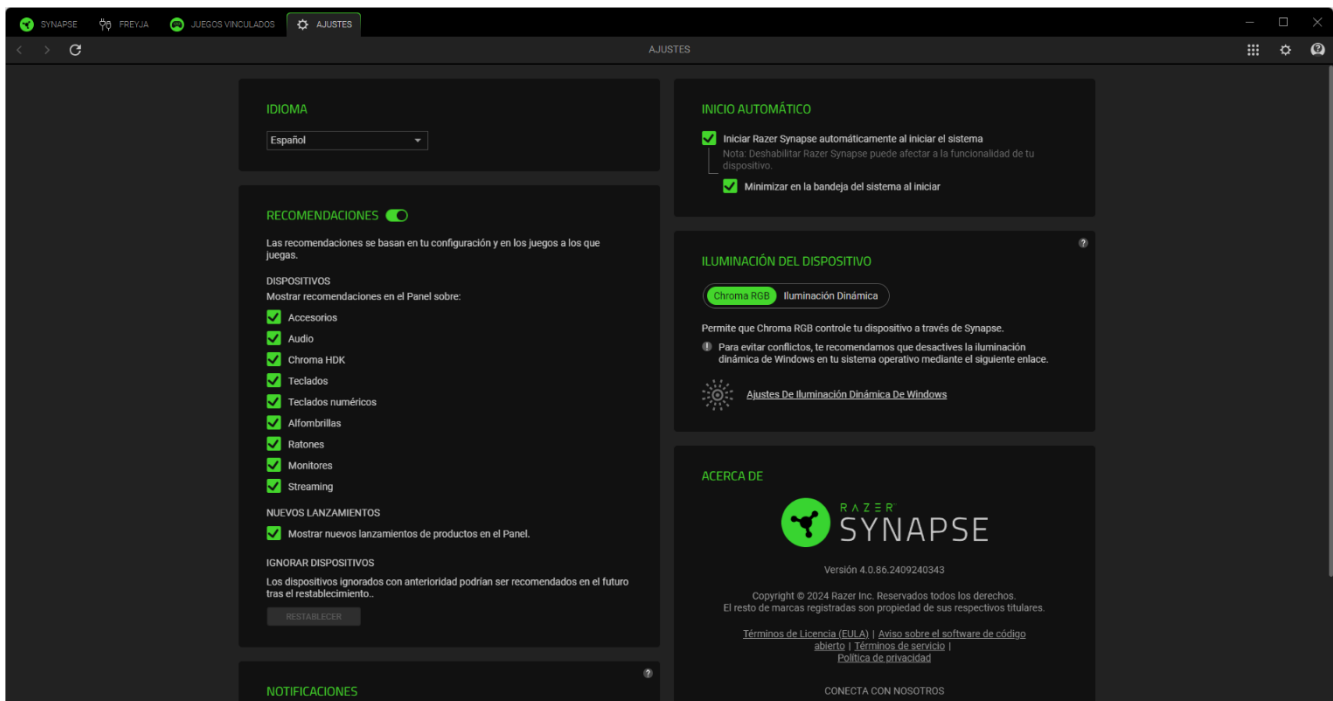 SYNAPSE
FREYJA
JUEGOS VINCULADOS
AJUSTES
AJUSTES
IDIOMA
Español
RECOMENDACIONES
Las recomendaciones se basan en tu configuración y en los juegos a los que
juegas.
DISPOSITIVOS
Mostrar recomendaciones en el Panel sobre:
Accesorios
Audio
Chroma HDK
Teclados
Teclados numéricos
Alfombrillas
Ratones
Monitores
Streaming
NUEVOS LANZAMIENTOS
Mostrar nuevos lanzamientos de productos en el Panel.
IGNORAR DISPOSITIVOS
Los dispositivos ignorados con anterioridad podrían ser recomendados en el futuro
tras el restablecimiento..
RESTABLECER
NOTIFICACIONES
INICIO AUTOMÁTICO
Iniciar Razer Synapse automáticamente al iniciar el sistema
Nota: Deshabilitar Razer Synapse puede afectar a la funcionalidad de tu
dispositivo.
Minimizar en la bandeja del sistema al iniciar
ILUMINACIÓN DEL DISPOSITIVO
Chroma RGB
Iluminación Dinámica
Permite que Chroma RGB controle tu dispositivo a través de Synapse.
Para evitar conflictos, te recomendamos que desactives la iluminación
dinámica de Windows en tu sistema operativo mediante el siguiente enlace.
Ajustes De Iluminación Dinámica De Windows
ACERCA DE
RAZER
SYNAPSE
Versión 4.0.86.2409240343
Copyright © 2024 Razer Inc. Reservados todos los derechos.
El resto de marcas registradas son propiedad de sus respectivos titulares.
Términos de Licencia (EULA) | Aviso sobre el software de código
abierto | Términos de servicio |
Política de privacidad
CONECTA CON NOSOTROS